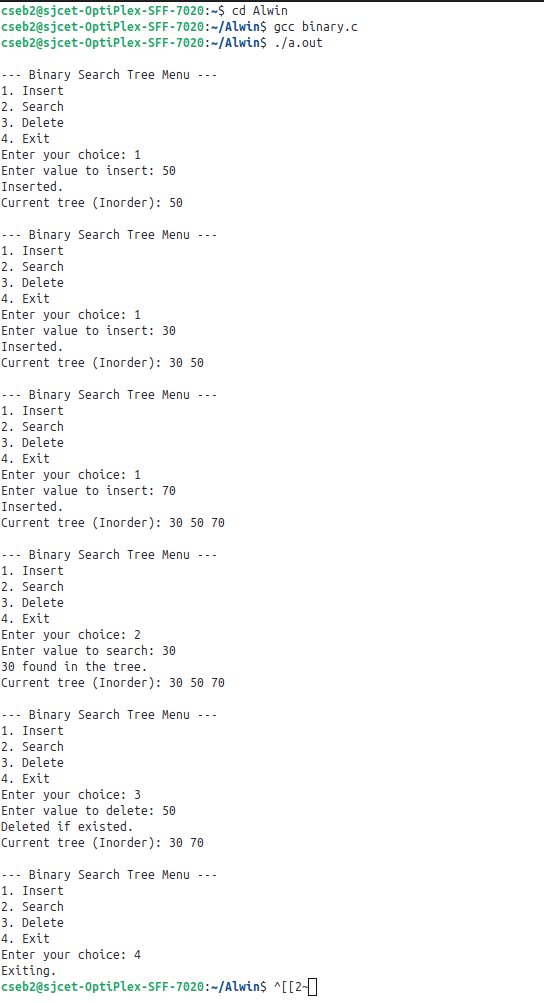 cseb2@sjcet-OptiPlex-SFF-7020:~$ cd Alwin
cseb2@sjcet-OptiPlex-SFF-7020:~/Alwin$ gcc binary.c
cseb2@sjcet-OptiPlex-SFF-7020:~/Alwin$ ./a.out

--- Binary Search Tree Menu ---
1. Insert
2. Search
3. Delete
4. Exit
Enter your choice: 1
Enter value to insert: 50
Inserted.
Current tree (Inorder): 50

--- Binary Search Tree Menu ---
1. Insert
2. Search
3. Delete
4. Exit
Enter your choice: 1
Enter value to insert: 30
Inserted.
Current tree (Inorder): 30 50

--- Binary Search Tree Menu ---
1. Insert
2. Search
3. Delete
4. Exit
Enter your choice: 1
Enter value to insert: 70
Inserted.
Current tree (Inorder): 30 50 70

--- Binary Search Tree Menu ---
1. Insert
2. Search
3. Delete
4. Exit
Enter your choice: 2
Enter value to search: 30
30 found in the tree.
Current tree (Inorder): 30 50 70

--- Binary Search Tree Menu ---
1. Insert
2. Search
3. Delete
4. Exit
Enter your choice: 3
Enter value to delete: 50
Deleted if existed.
Current tree (Inorder): 30 70

--- Binary Search Tree Menu ---
1. Insert
2. Search
3. Delete
4. Exit
Enter your choice: 4
Exiting.
cseb2@sjcet-OptiPlex-SFF-7020:~/Alwin$ ^[[2~